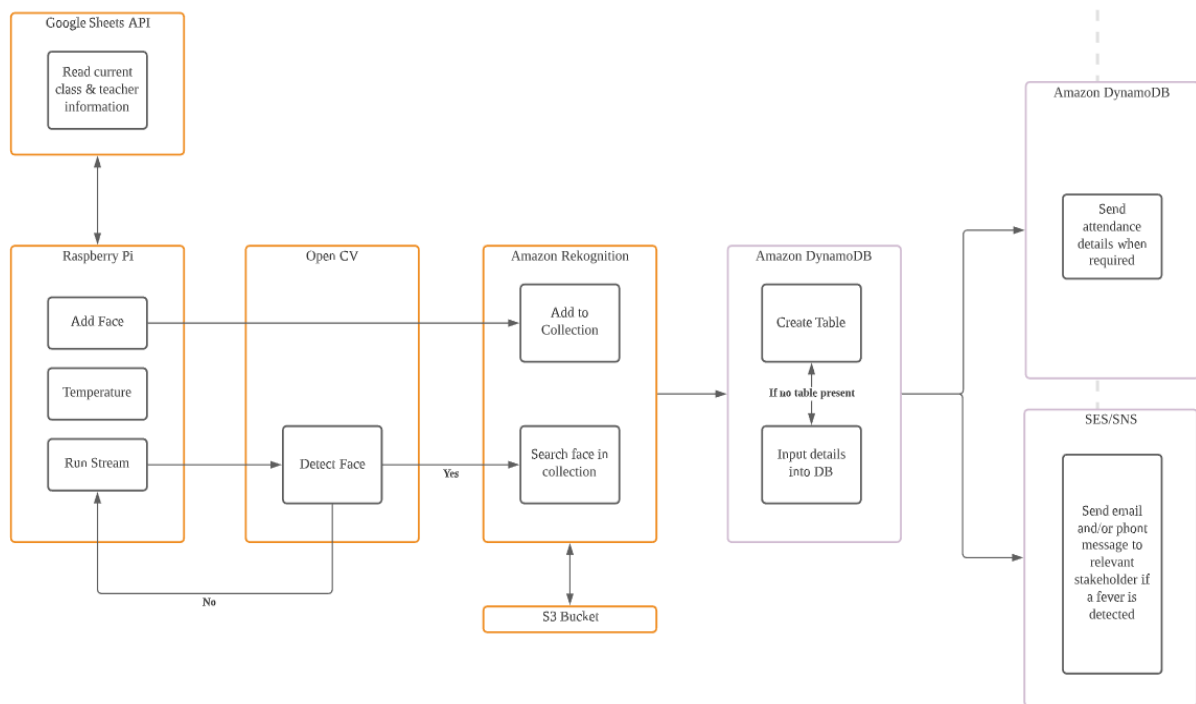 Google Sheets API
Read current
class & teacher
information
Amazon DynamoDB
Send
attendance
details when
required
Raspberry Pi
Add Face
Temperature
Run Stream
Open CV
Detect Face
Yes
No
Amazon Rekognition
Add to
Collection
Search face in
collection
S3 Bucket
Amazon DynamoDB
Create Table
If no table present
Input details
into DB
SES/SNS
Send email
and/or phont
message to
relevant
stakeholder if
a fever is
detected